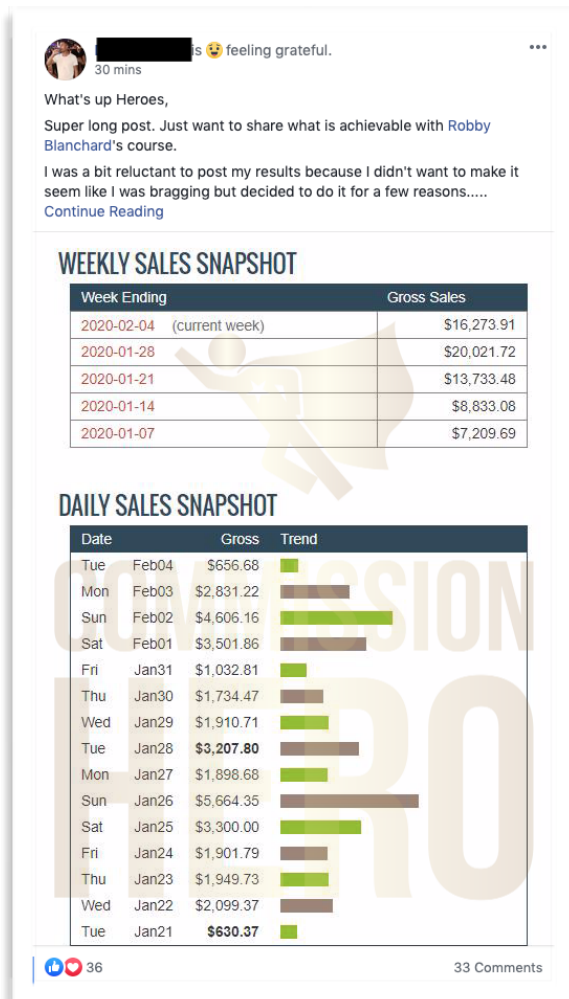 is 😉 feeling grateful.
30 mins
What's up Heroes,
Super long post. Just want to share what is achievable with Robby
Blanchard's course.
I was a bit reluctant to post my results because I didn't want to make it
seem like I was bragging but decided to do it for a few reasons.....
Continue Reading
WEEKLY SALES SNAPSHOT
Week Ending Gross Sales
2020-02-04 (current week) $16,273.91
2020-01-28 $20,021.72
2020-01-21 $13,733.48
2020-01-14 $8,833.08
2020-01-07 $7,209.69
DAILY SALES SNAPSHOT
Date Gross Trend
Tue Feb04 $656.68
Mon Feb03 $2,831.22
Sun Feb02 $4,606.16
Sat Feb01 $3,501.86
Fri Jan31 $1,032.81
Thu Jan30 $1,734.47
Wed Jan29 $1,910.71
Tue Jan28 $3,207.80
Mon Jan27 $1,898.68
Sun Jan26 $5,664.35
Sat Jan25 $3,300.00
Fri Jan24 $1,901.79
Thu Jan23 $1,949.73
Wed Jan22 $2,099.37
Tue Jan21 $630.37
COMMISSION
HERO
36 33 Comments